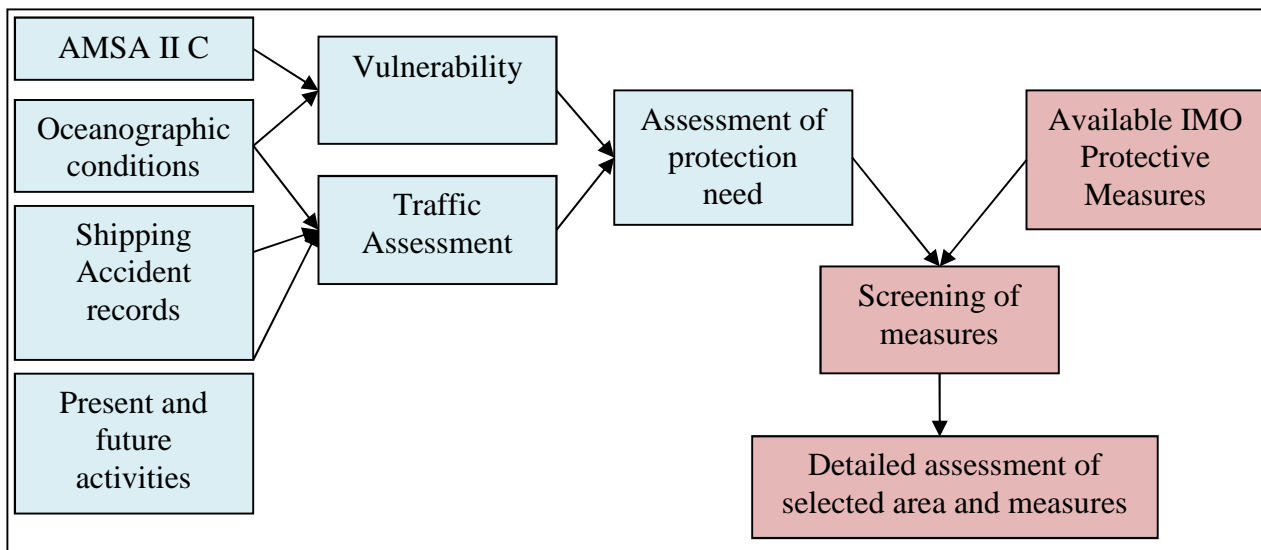 AMSA II C
Oceanographic
conditions
Shipping
Accident
records
Present and
future
activities
Vulnerability
Traffic
Assessment
Assessment of
protection
need
Available IMO
Protective
Measures
Screening of
measures
Detailed assessment of
selected area and measures